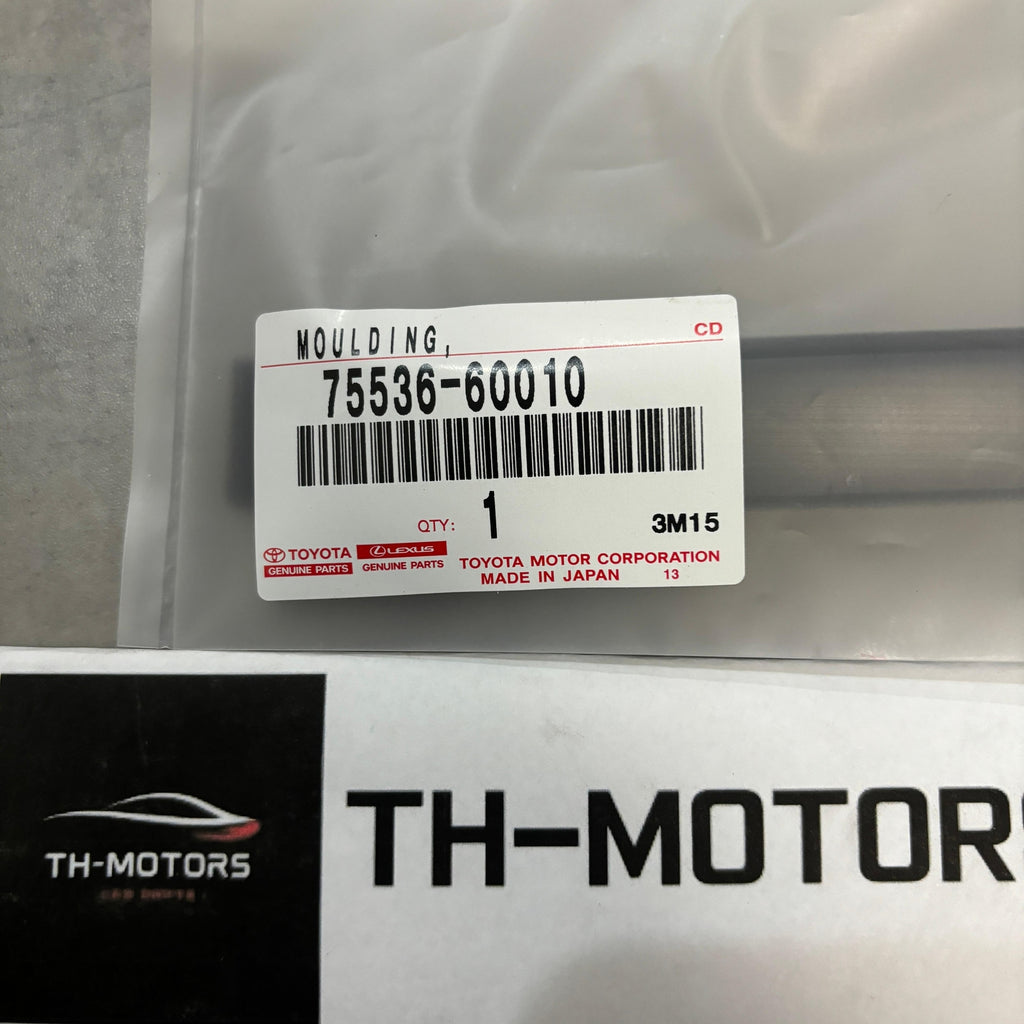 MOULDING,
CD
75536-60010
QTY: 1
3M15
TOYOTA
GENUINE PARTS
LEXUS
GENUINE PARTS
TOYOTA MOTOR CORPORATION
MADE IN JAPAN 13
TH-MOTORS
TH-MOTORS